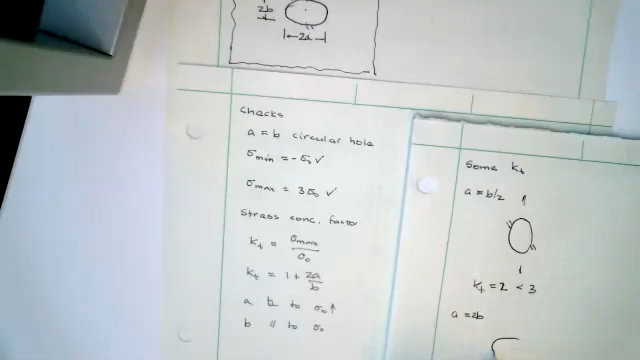 2b
2a
Checks
a = b circular hole
σmin = -σ₀ ✓
σmax = 3σ₀ ✓
Stress conc. factor
Kt = σmax/σ₀
Kt = 1 + 2a/b
a ⊥ to σ₀ ↑
b // to σ₀
Some Kt
a = b/2
Kt = 2 < 3
a = 2b